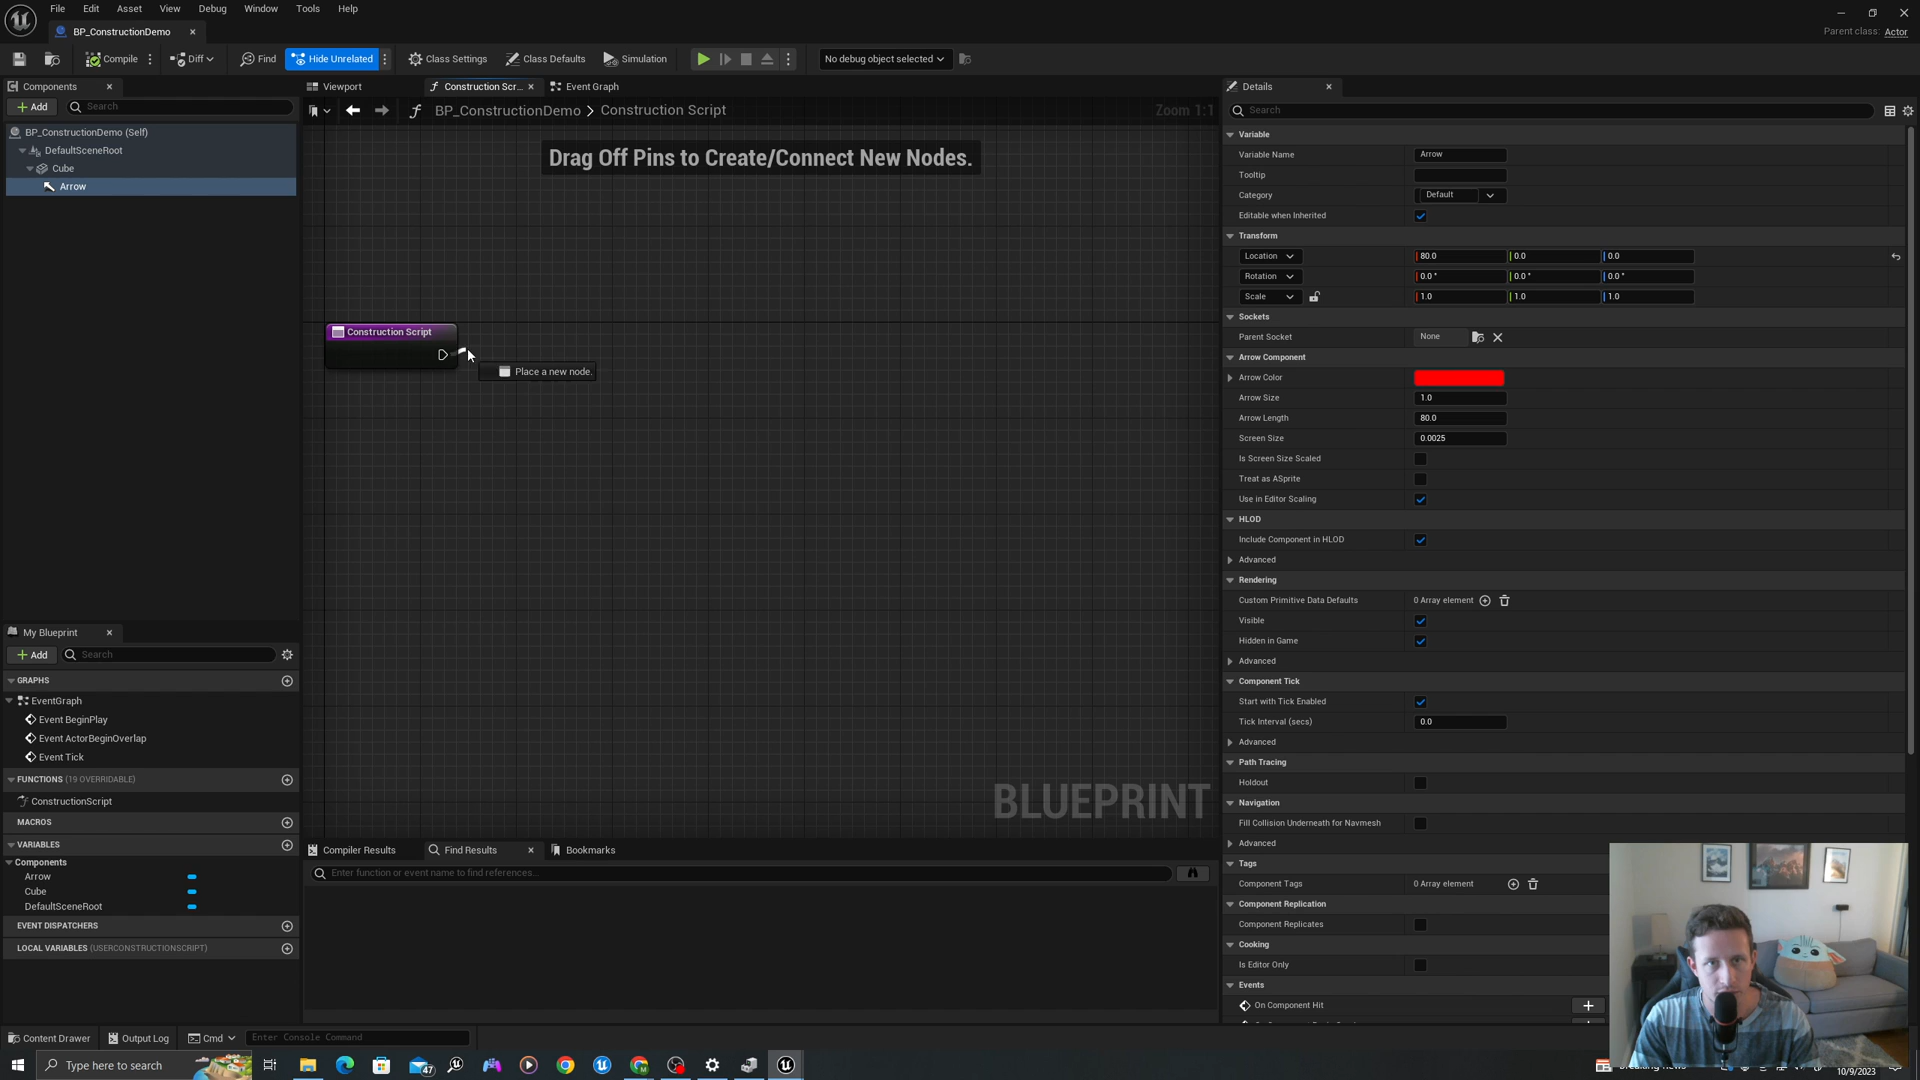 File Edit Asset View Window Debug Tools Help
BP_ConstructionDemo
Parent class: Actor
Compile Diff Find Hide Unrelated Class Settings Class Defaults Simulation No debug object selected
Components
Add Search
BP_ConstructionDemo (Self)
DefaultSceneRoot
Cube
Arrow
Viewport Construction Scr... Event Graph
BP_ConstructionDemo > Construction Script Zoom 1:1
Drag Off Pins to Create/Connect New Nodes.
Construction Script
Place a new node.
BLUEPRINT
My Blueprint
Add Search
GRAPHS
EventGraph
Event BeginPlay
Event ActorBeginOverlap
Event Tick
FUNCTIONS (19 OVERRIDABLE)
ConstructionScript
MACROS
VARIABLES
Components
Arrow
Cube
DefaultSceneRoot
EVENT DISPATCHERS
LOCAL VARIABLES (USERCONSTRUCTIONSCRIPT)
Compiler Results Find Results Bookmarks
Enter function or event name to find references...
Details
Search
Variable
Variable Name Arrow
Tooltip
Category Default
Editable when Inherited
Transform
Location 80.0 0.0 0.0
Rotation 0.0 ° 0.0 ° 0.0 °
Scale 1.0 1.0 1.0
Sockets
Parent Socket None
Arrow Component
Arrow Color
Arrow Size 1.0
Arrow Length 80.0
Screen Size 0.0025
Is Screen Size Scaled
Treat as ASprite
Use in Editor Scaling
HLOD
Include Component in HLOD
Advanced
Rendering
Custom Primitive Data Defaults 0 Array element
Visible
Hidden in Game
Advanced
Component Tick
Start with Tick Enabled
Tick Interval (secs) 0.0
Advanced
Path Tracing
Holdout
Navigation
Fill Collision Underneath for Navmesh
Advanced
Tags
Component Tags 0 Array element
Component Replication
Component Replicates
Cooking
Is Editor Only
Events
On Component Hit
Content Drawer Output Log Cmd Enter Console Command
Type here to search 47
10/9/2023